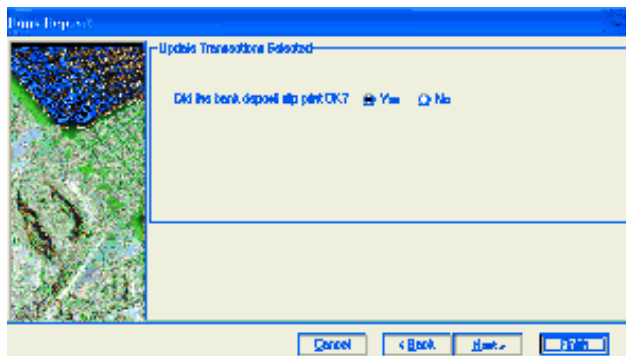 Bank Deposit
Update Transactions Selected
Did the bank deposit slip print OK? Yes No
Cancel < Back Next > Finish